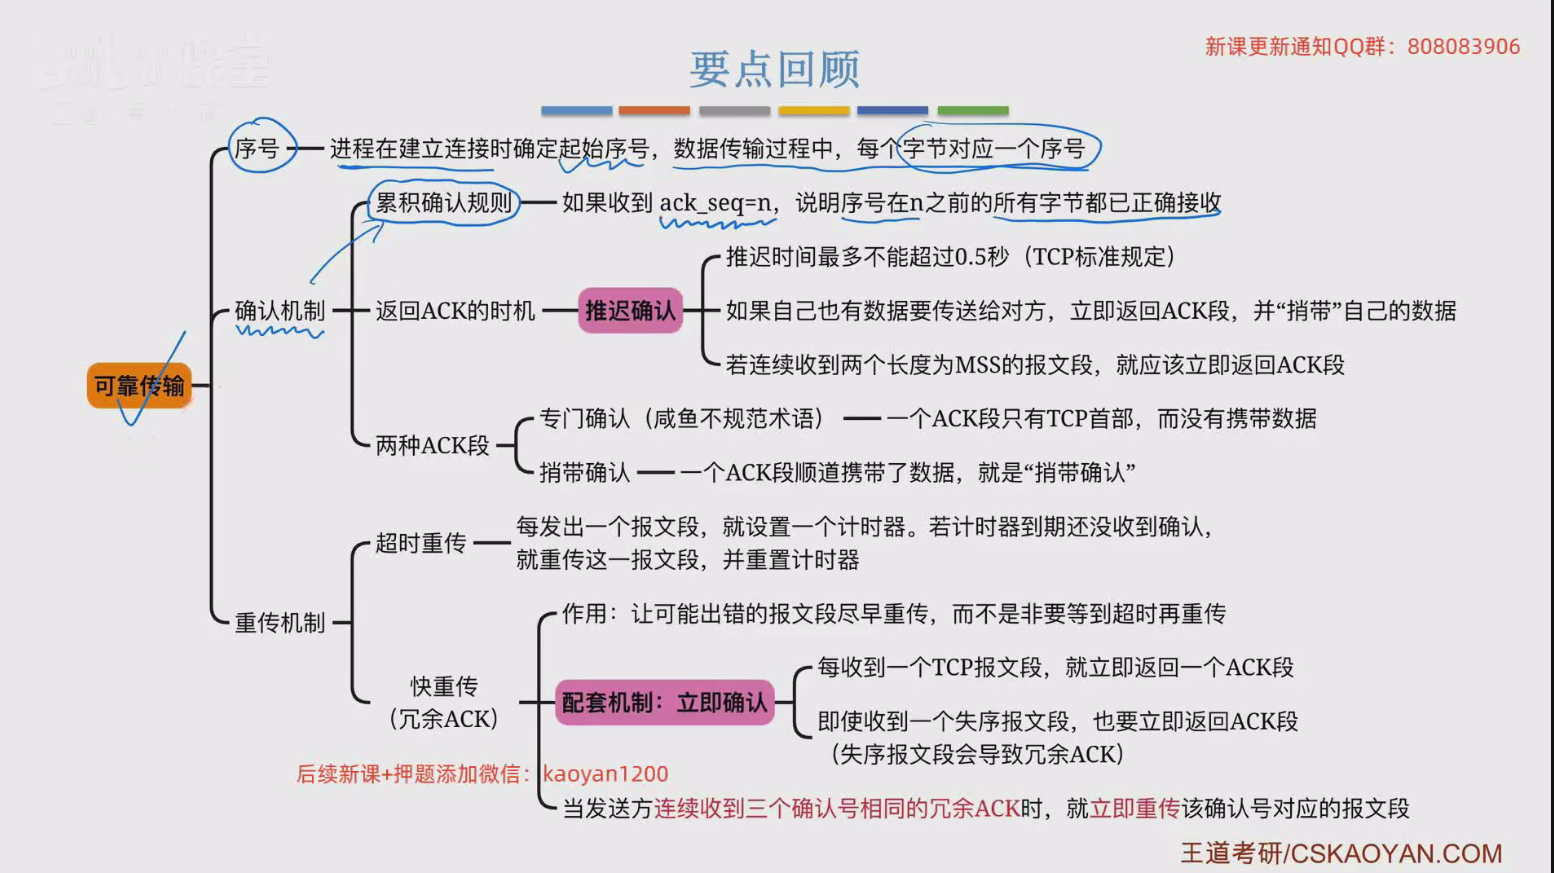 新课更新通知QQ群：808083906
要点回顾
序号
进程在建立连接时确定起始序号，数据传输过程中，每个字节对应一个序号
累积确认规则
如果收到 ack_seq=n，说明序号在n之前的所有字节都已正确接收
推迟时间最多不能超过0.5秒（TCP标准规定）
确认机制
返回ACK的时机
推迟确认
如果自己也有数据要传送给对方，立即返回ACK段，并“捎带”自己的数据
若连续收到两个长度为MSS的报文段，就应该立即返回ACK段
可靠传输
两种ACK段
专门确认（咸鱼不规范术语）
一个ACK段只有TCP首部，而没有携带数据
捎带确认
一个ACK段顺道携带了数据，就是“捎带确认”
超时重传
每发出一个报文段，就设置一个计时器。若计时器到期还没收到确认，
就重传这一报文段，并重置计时器
重传机制
作用：让可能出错的报文段尽早重传，而不是非要等到超时再重传
快重传
（冗余ACK）
配套机制：立即确认
每收到一个TCP报文段，就立即返回一个ACK段
即使收到一个失序报文段，也要立即返回ACK段
（失序报文段会导致冗余ACK）
后续新课+押题添加微信：kaoyan1200
当发送方连续收到三个确认号相同的冗余ACK时，就立即重传该确认号对应的报文段
王道考研/CSKAOYAN.COM